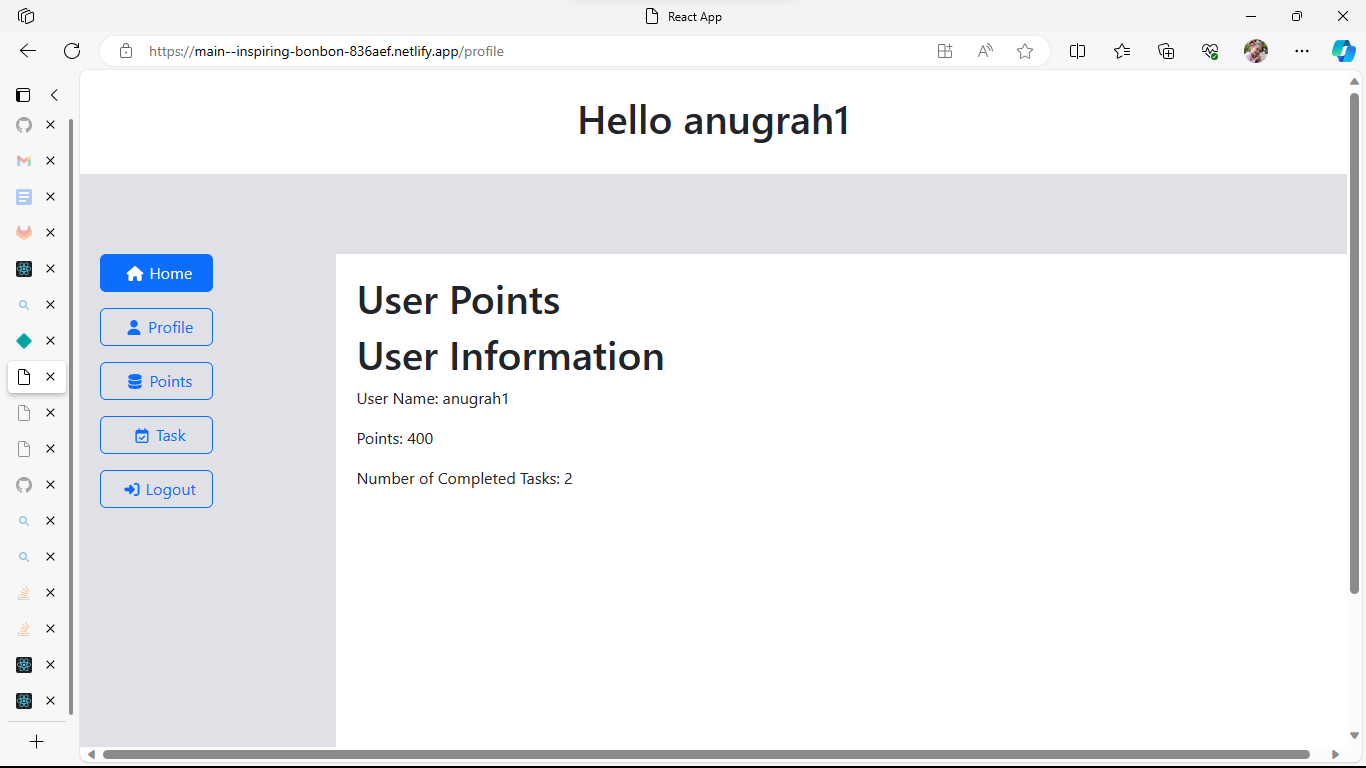 React App
https://main--inspiring-bonbon-836aef.netlify.app/profile
Hello anugrah1
Home
Profile
Points
Task
Logout
User Points
User Information
User Name: anugrah1
Points: 400
Number of Completed Tasks: 2